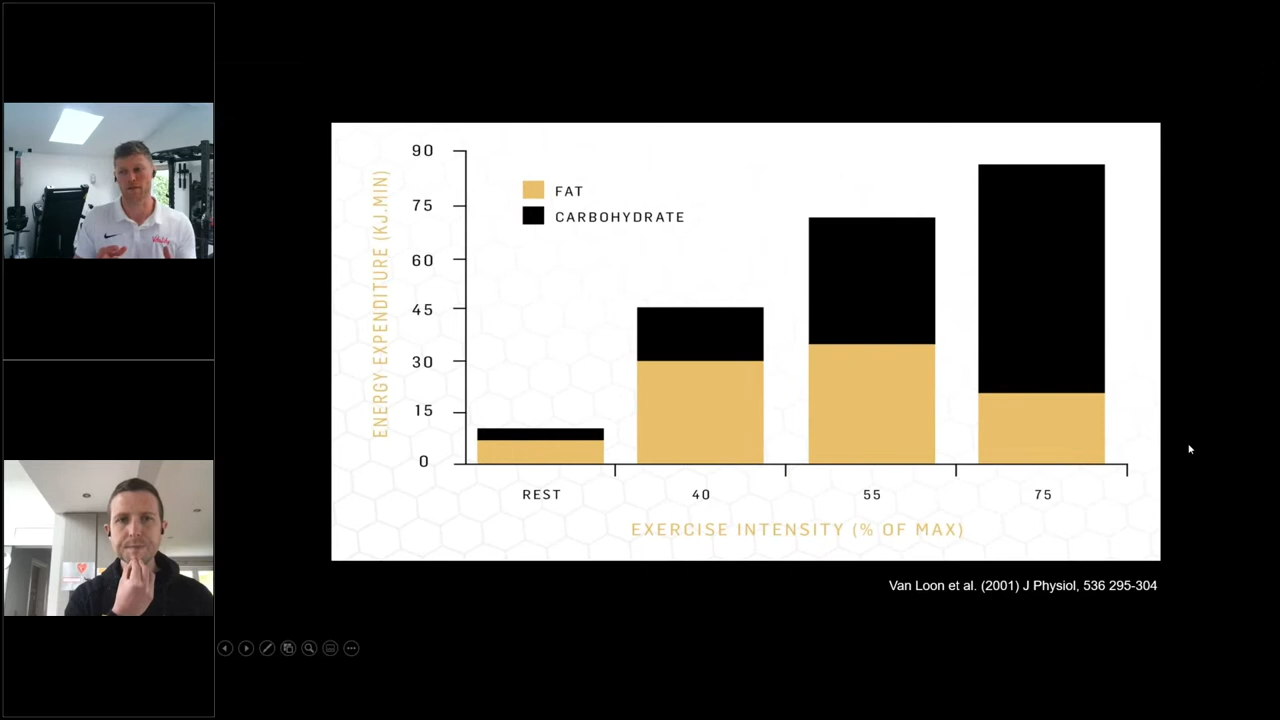 90
75
60
45
30
15
0
ENERGY EXPENDITURE (KJ.MIN)
FAT
CARBOHYDRATE
REST 40 55 75
EXERCISE INTENSITY (% OF MAX)
Van Loon et al. (2001) J Physiol, 536 295-304